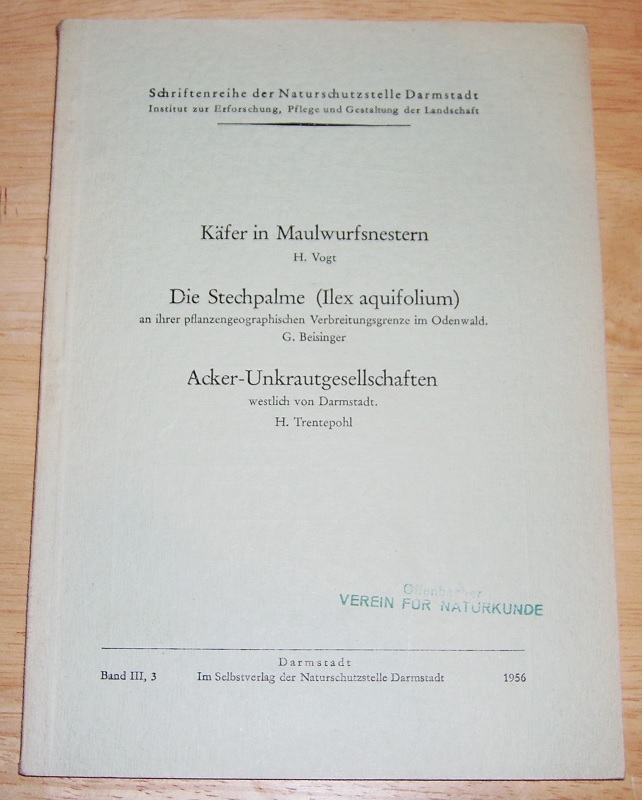 Schriftenreihe der Naturschutzstelle Darmstadt
Institut zur Erforschung, Pflege und Gestaltung der Landschaft
Käfer in Maulwurfsnestern
H. Vogt
Die Stechpalme (Ilex aquifolium)
an ihrer pflanzengeographischen Verbreitungsgrenze im Odenwald.
G. Beisinger
Acker-Unkrautgesellschaften
westlich von Darmstadt.
H. Trentepohl
Offenbacher
VEREIN FÜR NATURKUNDE
Darmstadt
Band III, 3 Im Selbstverlag der Naturschutzstelle Darmstadt 1956